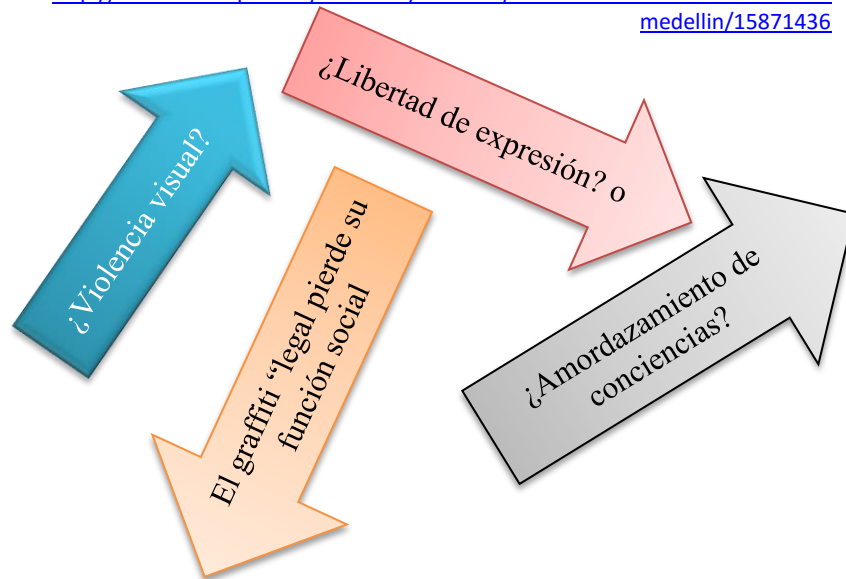 medellin/15871436
¿Violencia visual?
¿Libertad de expresión? o
El graffiti “legal pierde su
función social
¿Amordazamiento de
conciencias?